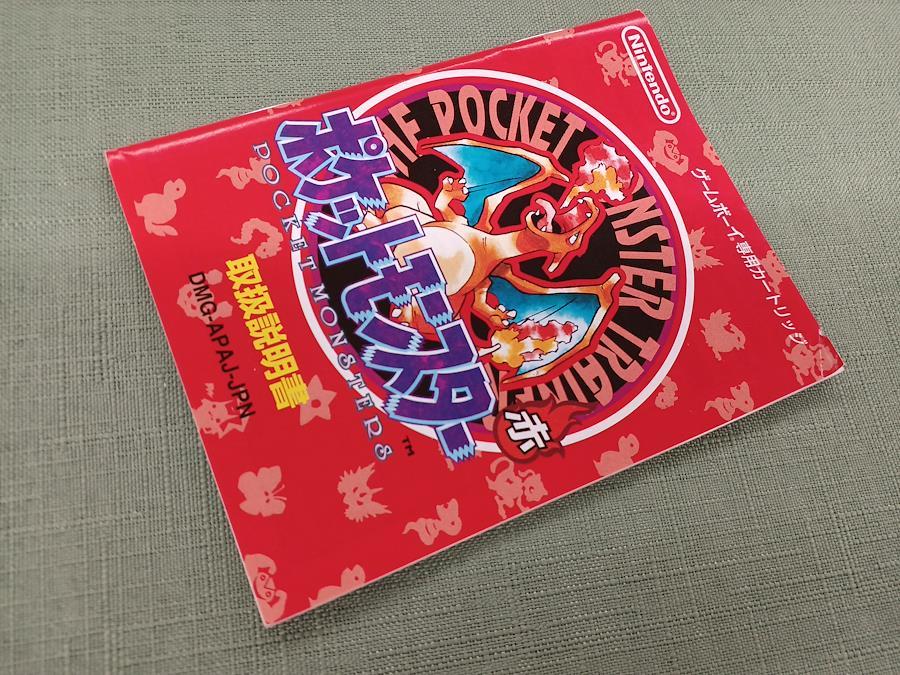 Nintendo
ゲームボーイ専用カートリッジ
THE POCKET
MONSTER TRAINER
ポケットモンスター
赤
POCKET MONSTERS
TM
取扱説明書
DMG-APAJ-JPN